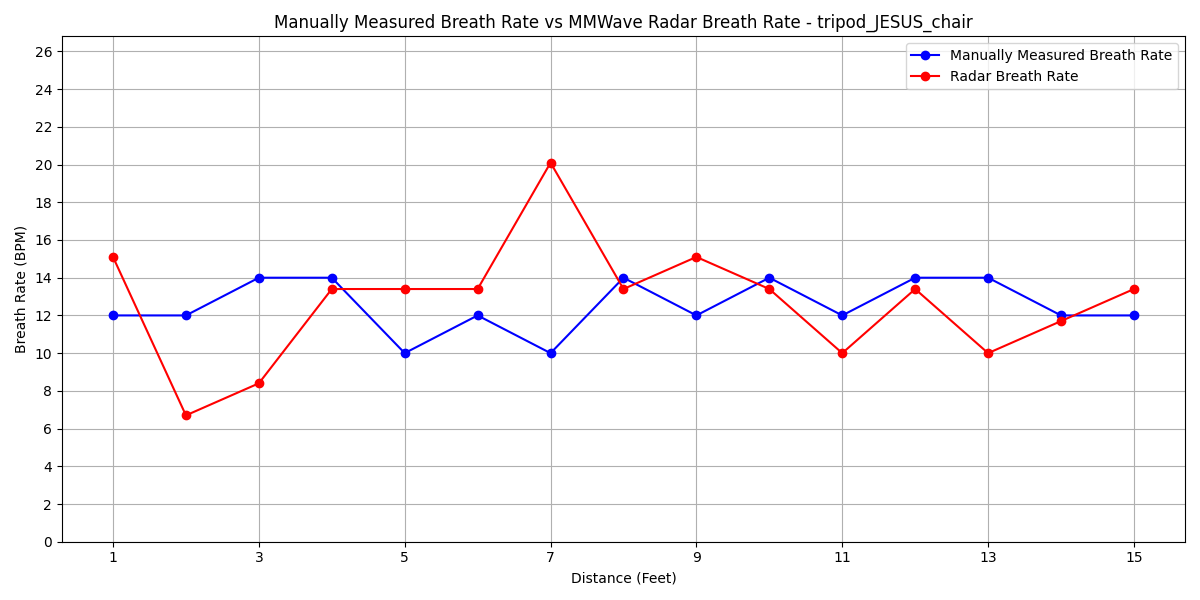 Manually Measured Breath Rate vs MMWave Radar Breath Rate - tripod_JESUS_chair
Manually Measured Breath Rate
Radar Breath Rate
26
24
22
20
18
16
14
12
10
8
6
4
2
0
Breath Rate (BPM)
1 3 5 7 9 11 13 15
Distance (Feet)